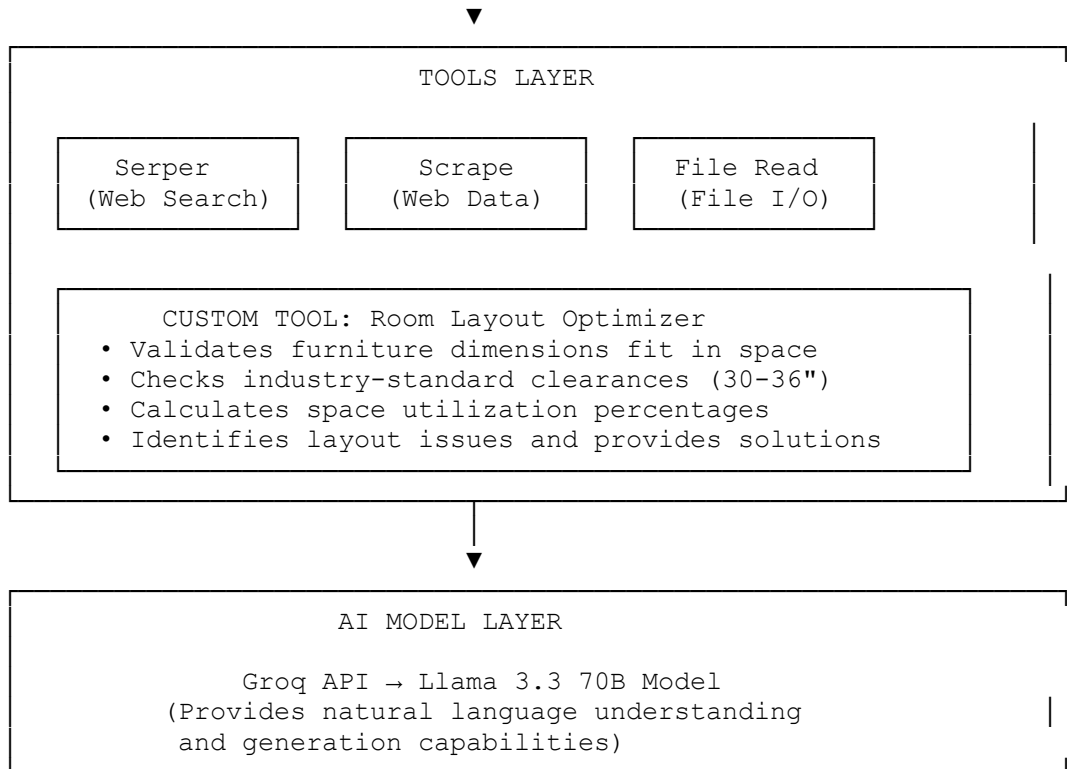 TOOLS LAYER
Serper Scrape File Read
(Web Search) (Web Data) (File I/O)
CUSTOM TOOL: Room Layout Optimizer
• Validates furniture dimensions fit in space
• Checks industry-standard clearances (30-36")
• Calculates space utilization percentages
• Identifies layout issues and provides solutions
AI MODEL LAYER
Groq API → Llama 3.3 70B Model
(Provides natural language understanding
and generation capabilities)